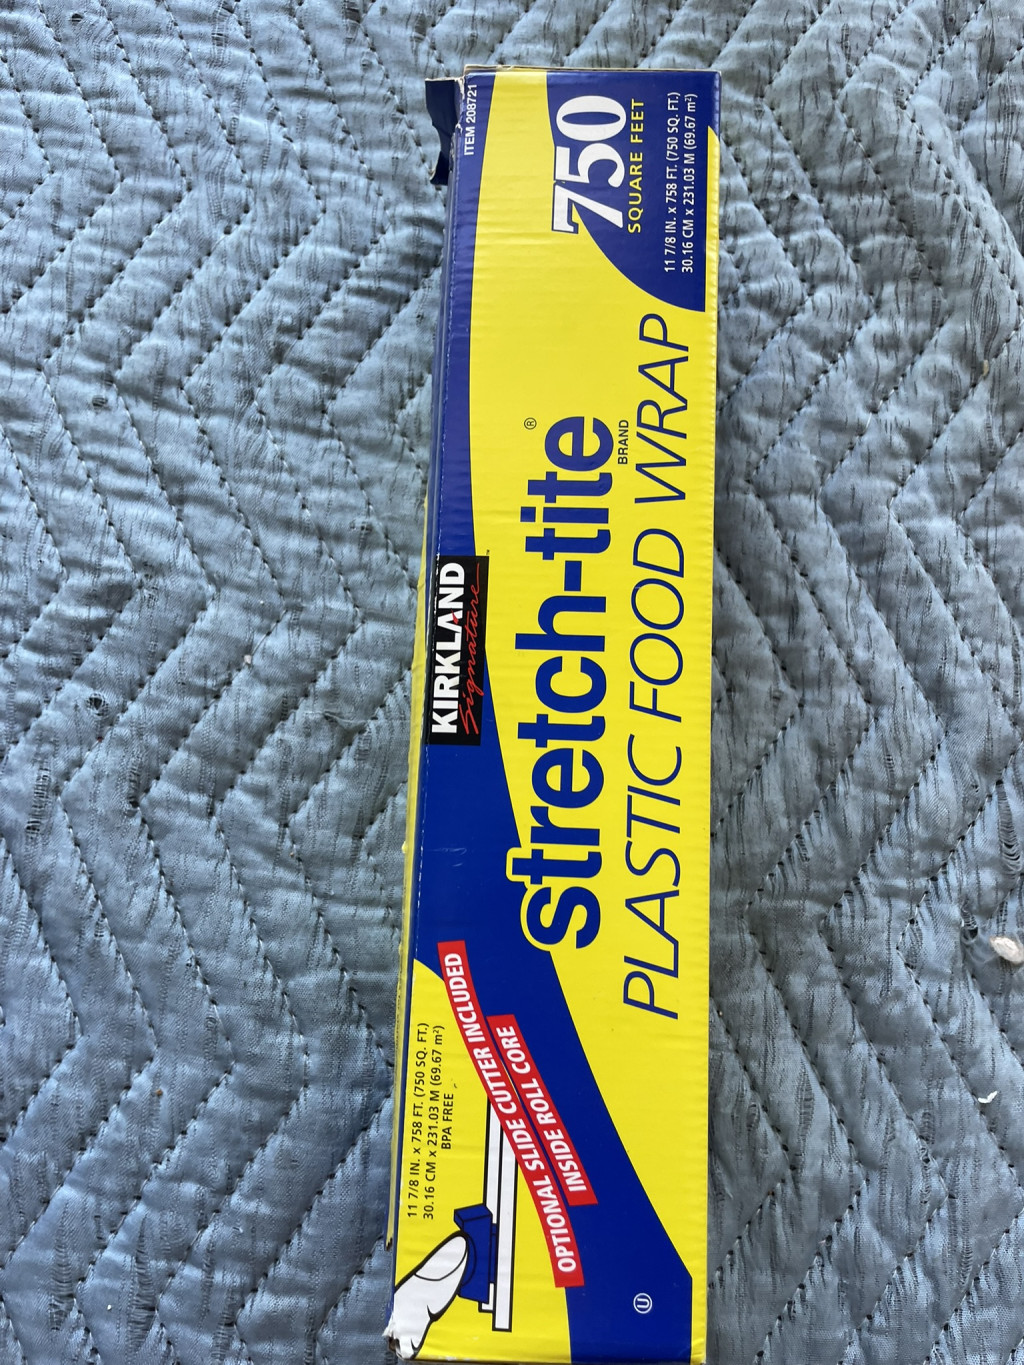 ITEM 208721
KIRKLAND
Signature™
stretch-tite®
BRAND
PLASTIC FOOD WRAP
750
SQUARE FEET
11 7/8 IN. x 758 FT. (750 SQ. FT.)
30.16 CM x 231.03 M (69.67 m²)
11 7/8 IN. x 758 FT. (750 SQ. FT.)
30.16 CM x 231.03 M (69.67 m²)
BPA FREE
OPTIONAL SLIDE CUTTER INCLUDED
INSIDE ROLL CORE
Ⓤ